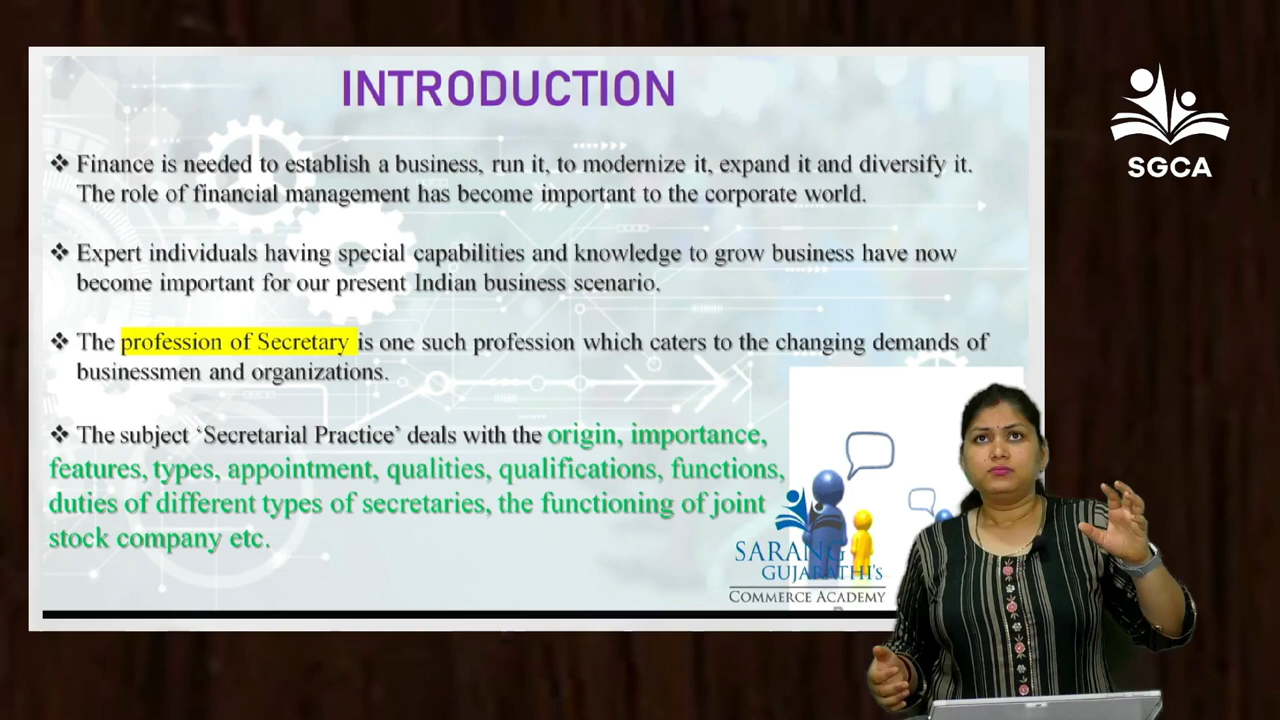 INTRODUCTION
❖ Finance is needed to establish a business, run it, to modernize it, expand it and diversify it.
The role of financial management has become important to the corporate world.
❖ Expert individuals having special capabilities and knowledge to grow business have now
become important for our present Indian business scenario.
❖ The profession of Secretary is one such profession which caters to the changing demands of
businessmen and organizations.
❖ The subject ‘Secretarial Practice’ deals with the origin, importance,
features, types, appointment, qualities, qualifications, functions,
duties of different types of secretaries, the functioning of joint
stock company etc.
SARANG
GUJARATHI's
COMMERCE ACADEMY
SGCA